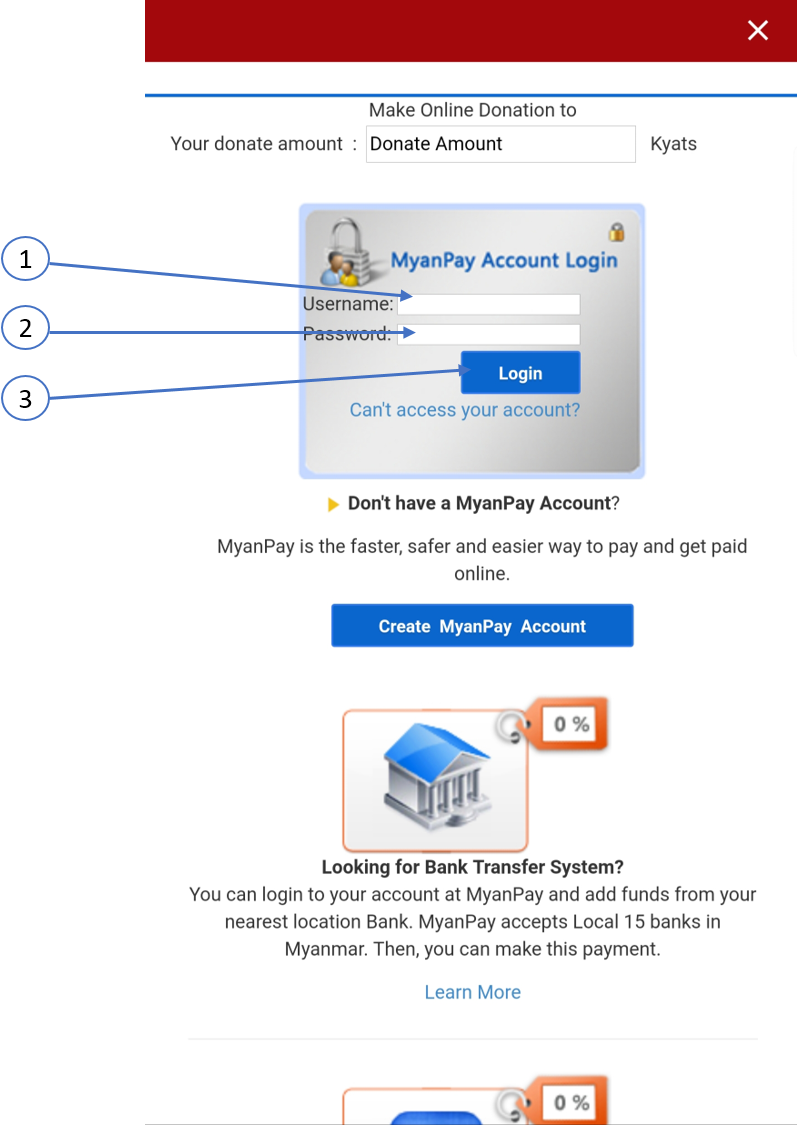 Make Online Donation to
Your donate amount : Donate Amount Kyats
MyanPay Account Login
1
Username:
2
Password:
3
Login
Can't access your account?
Don't have a MyanPay Account?
MyanPay is the faster, safer and easier way to pay and get paid
online.
Create MyanPay Account
0 %
Looking for Bank Transfer System?
You can login to your account at MyanPay and add funds from your
nearest location Bank. MyanPay accepts Local 15 banks in
Myanmar. Then, you can make this payment.
Learn More
0 %